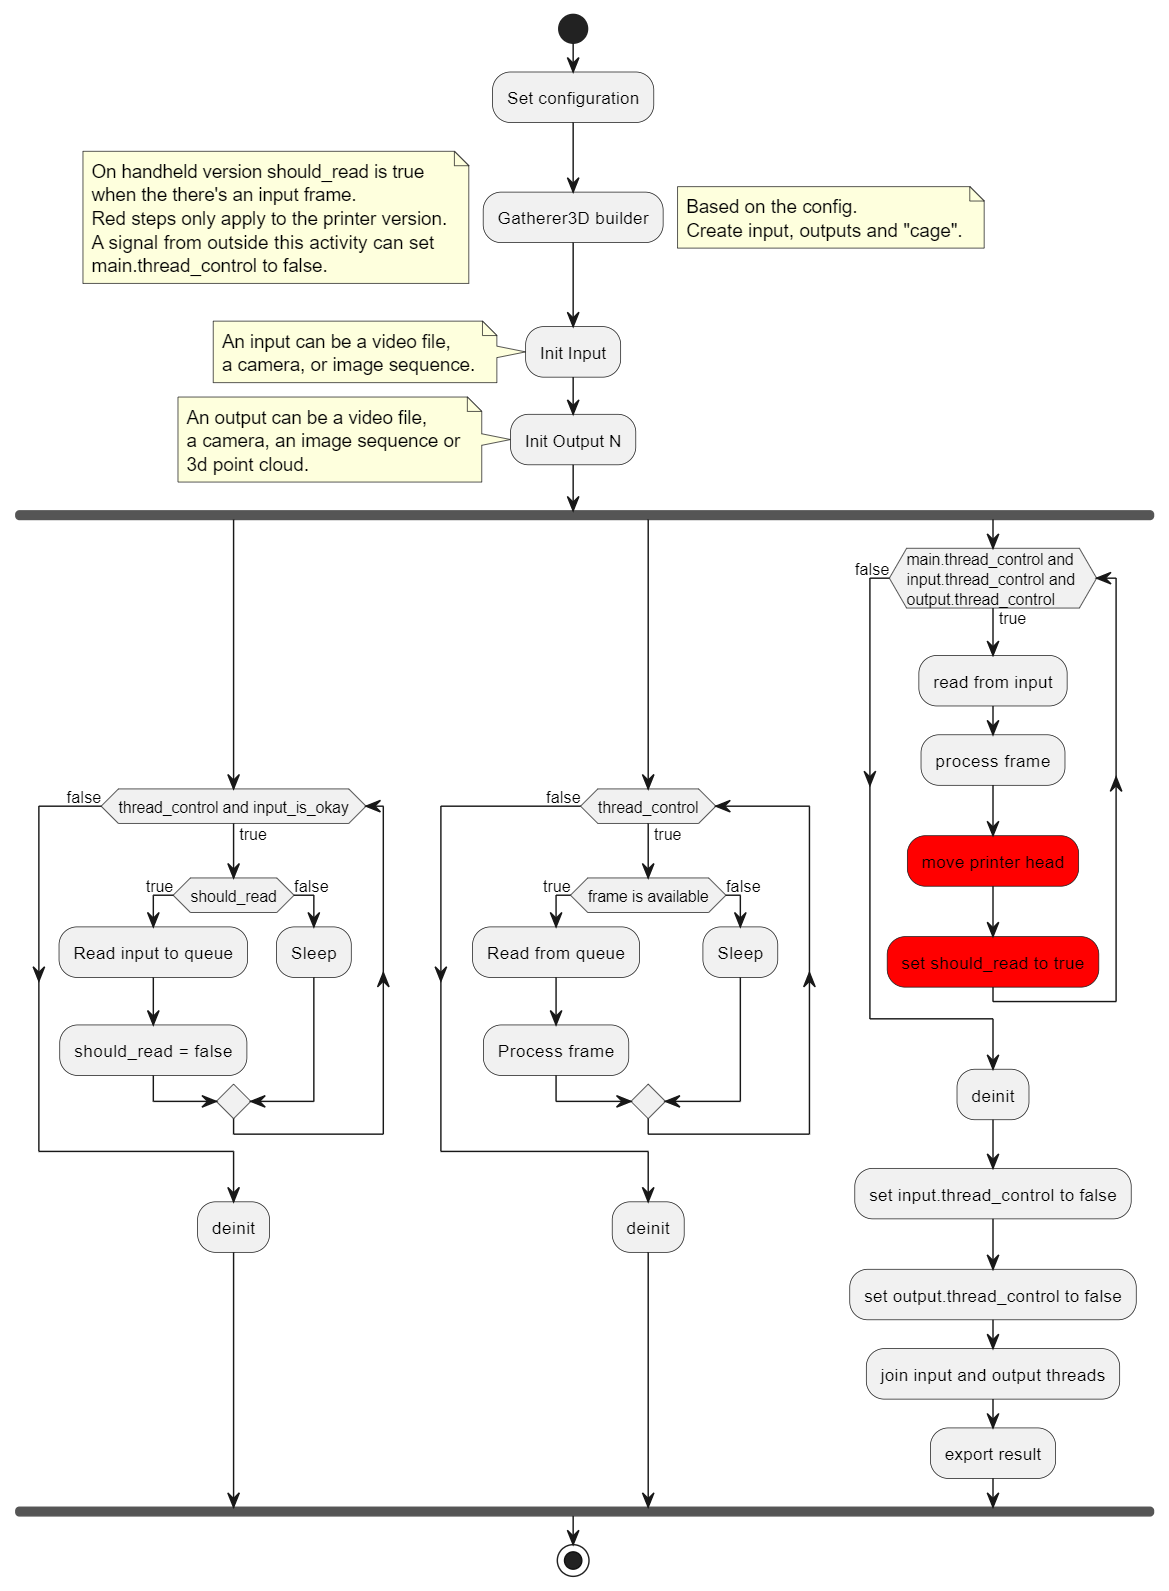 Set configuration
On handheld version should_read is true
when the there's an input frame.
Red steps only apply to the printer version.
A signal from outside this activity can set
main.thread_control to false.
Gatherer3D builder
Based on the config.
Create input, outputs and "cage".
An input can be a video file,
a camera, or image sequence.
Init Input
An output can be a video file,
a camera, an image sequence or
3d point cloud.
Init Output N
false
thread_control and input_is_okay
true
true
should_read
false
Read input to queue
Sleep
should_read = false
deinit
false
thread_control
true
true
frame is available
false
Read from queue
Sleep
Process frame
deinit
false
main.thread_control and
input.thread_control and
output.thread_control
true
read from input
process frame
move printer head
set should_read to true
deinit
set input.thread_control to false
set output.thread_control to false
join input and output threads
export result